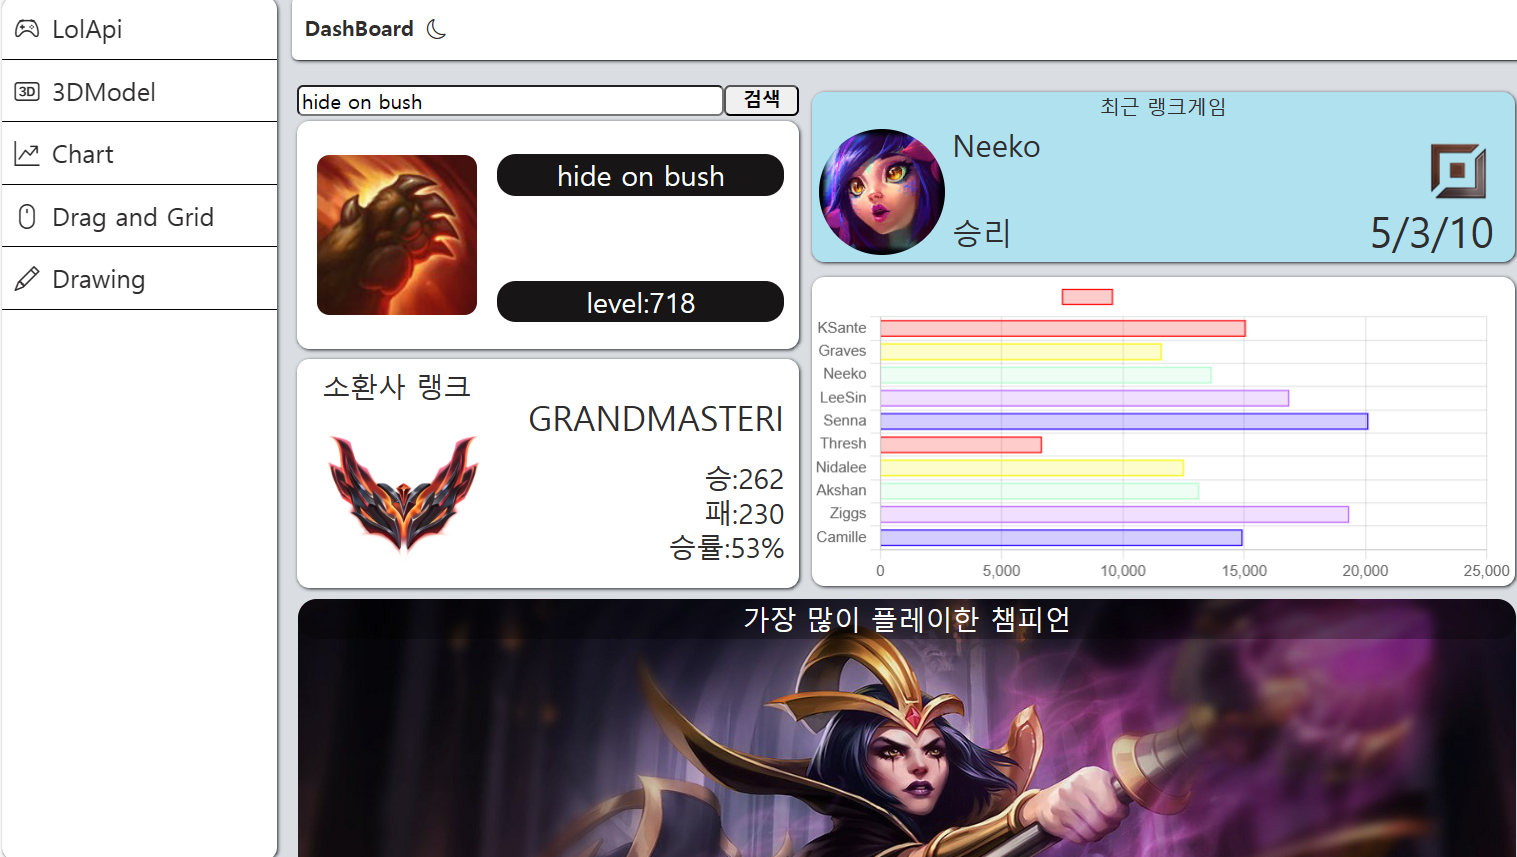 LolApi
3D 3DModel
Chart
Drag and Grid
Drawing
DashBoard
hide on bush 검색
hide on bush
level:718
소환사 랭크
GRANDMASTERI
승:262
패:230
승률:53%
최근 랭크게임
Neeko
승리
5/3/10
KSante
Graves
Neeko
LeeSin
Senna
Thresh
Nidalee
Akshan
Ziggs
Camille
0 5,000 10,000 15,000 20,000 25,000
가장 많이 플레이한 챔피언